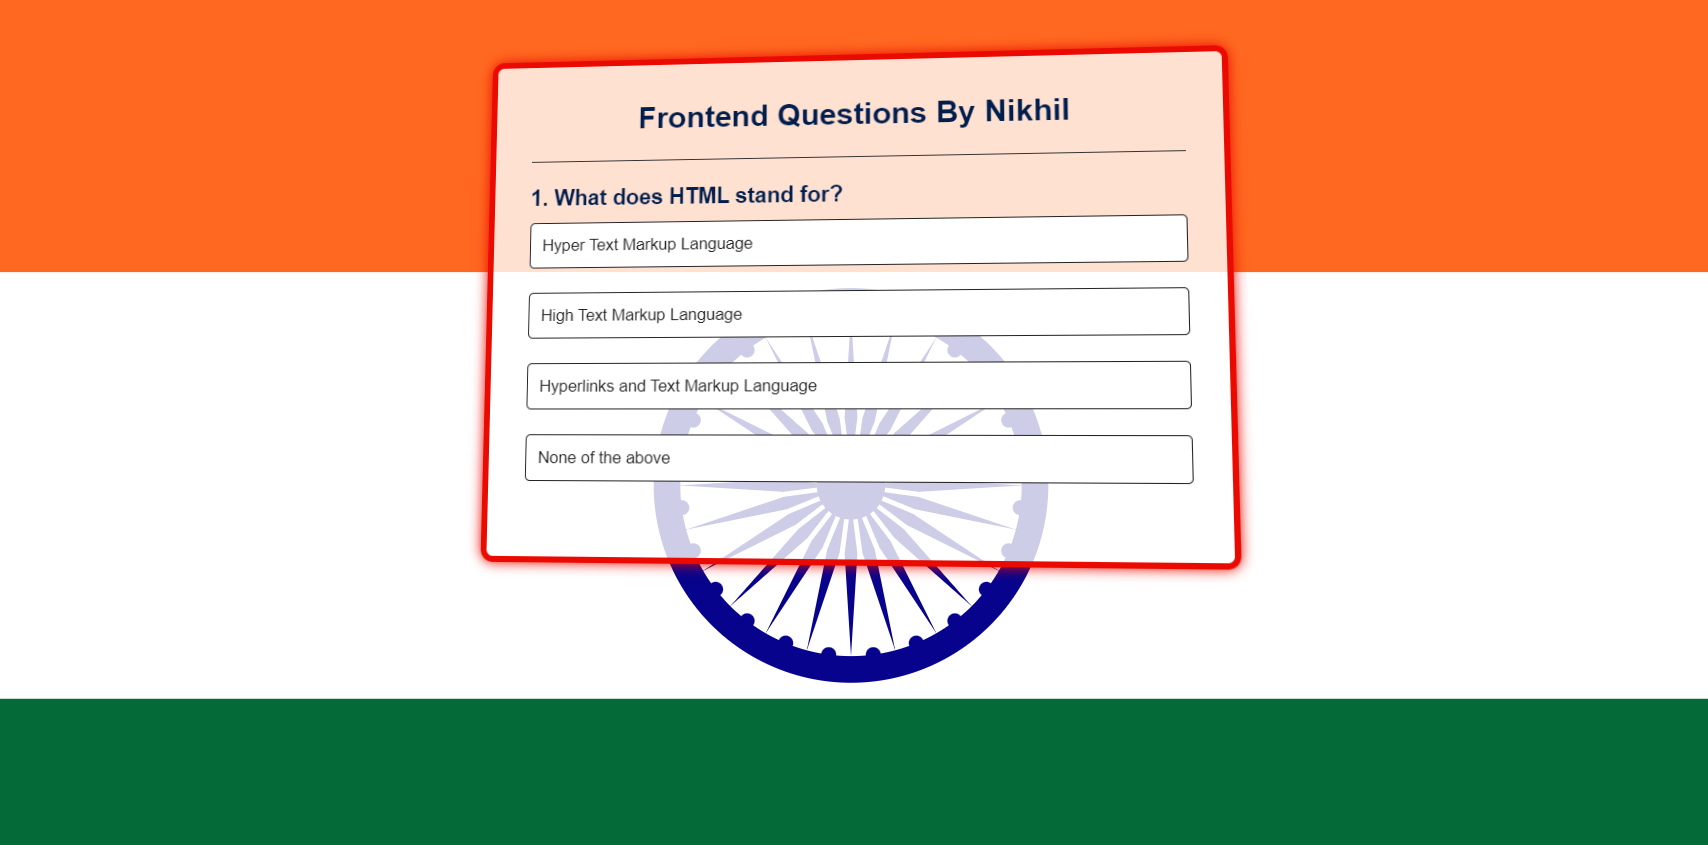 Frontend Questions By Nikhil
1. What does HTML stand for?
Hyper Text Markup Language
High Text Markup Language
Hyperlinks and Text Markup Language
None of the above